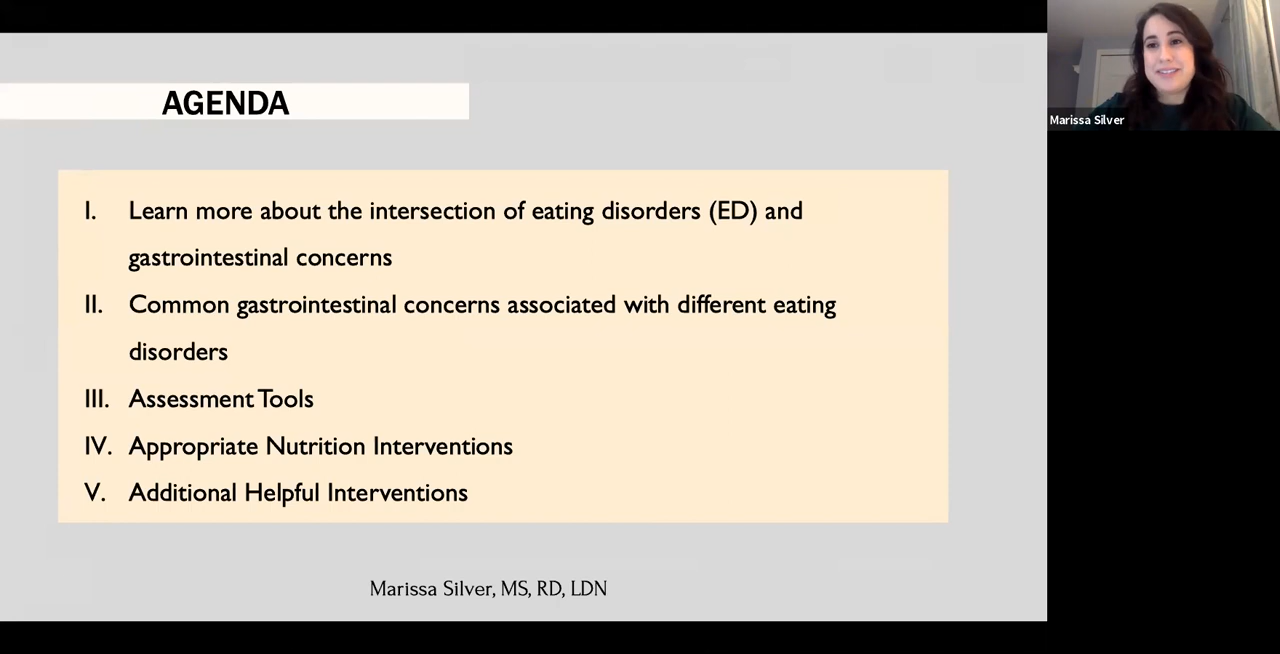 AGENDA
I. Learn more about the intersection of eating disorders (ED) and
gastrointestinal concerns
II. Common gastrointestinal concerns associated with different eating
disorders
III. Assessment Tools
IV. Appropriate Nutrition Interventions
V. Additional Helpful Interventions
Marissa Silver, MS, RD, LDN
Marissa Silver